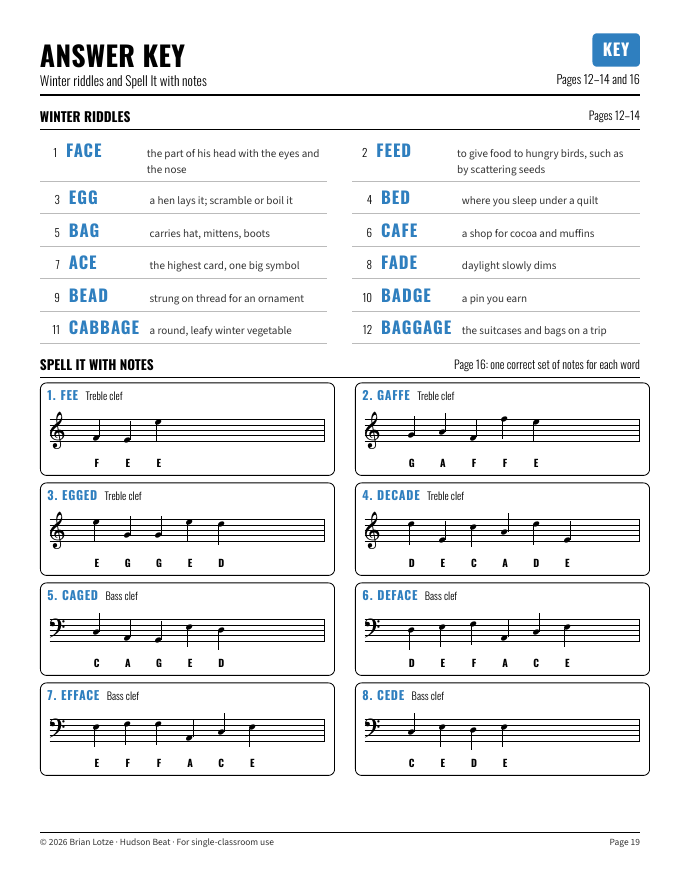 ANSWER KEY
KEY
Winter riddles and Spell It with notes
Pages 12–14 and 16
WINTER RIDDLES
Pages 12–14
1 FACE the part of his head with the eyes and
the nose
2 FEED to give food to hungry birds, such as
by scattering seeds
3 EGG a hen lays it; scramble or boil it
4 BED where you sleep under a quilt
5 BAG carries hat, mittens, boots
6 CAFE a shop for cocoa and muffins
7 ACE the highest card, one big symbol
8 FADE daylight slowly dims
9 BEAD strung on thread for an ornament
10 BADGE a pin you earn
11 CABBAGE a round, leafy winter vegetable
12 BAGGAGE the suitcases and bags on a trip
SPELL IT WITH NOTES
Page 16: one correct set of notes for each word
1. FEE Treble clef
F E E
2. GAFFE Treble clef
G A F F E
3. EGGED Treble clef
E G G E D
4. DECADE Treble clef
D E C A D E
5. CAGED Bass clef
C A G E D
6. DEFACE Bass clef
D E F A C E
7. EFFACE Bass clef
E F F A C E
8. CEDE Bass clef
C E D E
© 2026 Brian Lotze · Hudson Beat · For single-classroom use
Page 19